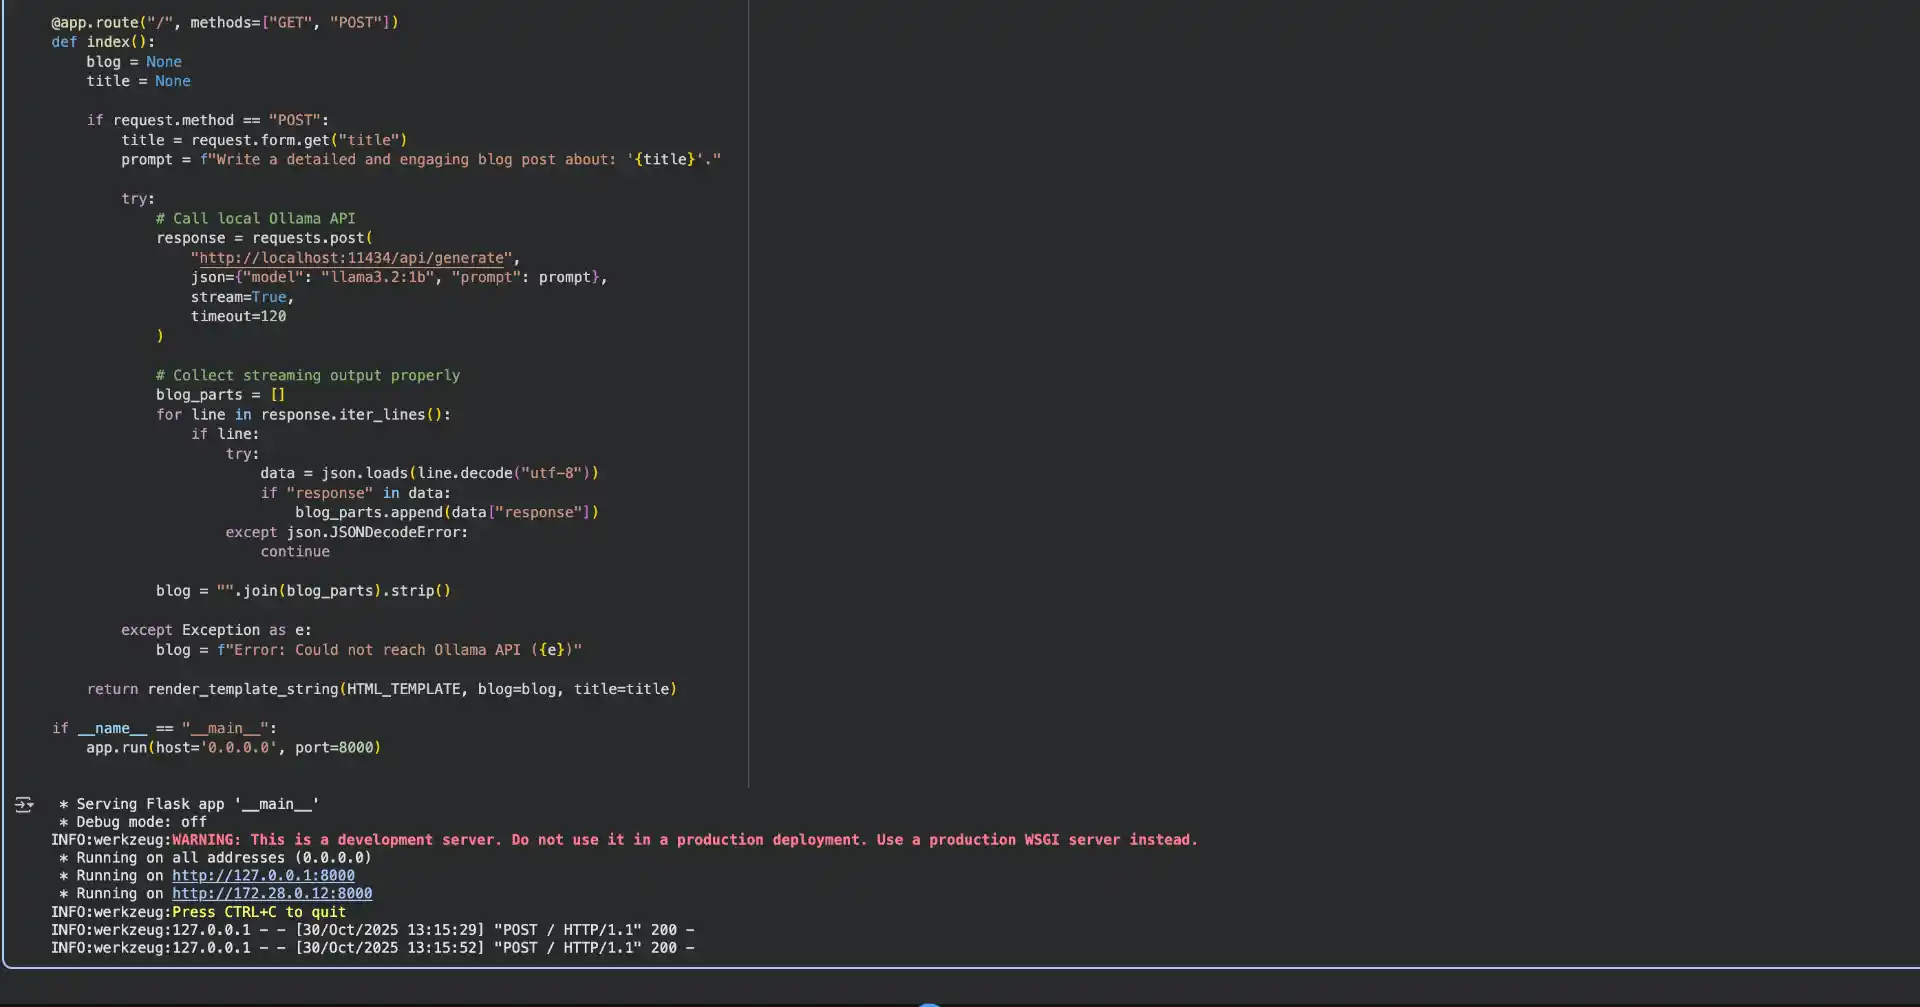 @app.route("/", methods=["GET", "POST"])
def index():
    blog = None
    title = None

    if request.method == "POST":
        title = request.form.get("title")
        prompt = f"Write a detailed and engaging blog post about: '{title}'."

        try:
            # Call local Ollama API
            response = requests.post(
                "http://localhost:11434/api/generate",
                json={"model": "llama3.2:1b", "prompt": prompt},
                stream=True,
                timeout=120
            )

            # Collect streaming output properly
            blog_parts = []
            for line in response.iter_lines():
                if line:
                    try:
                        data = json.loads(line.decode("utf-8"))
                        if "response" in data:
                            blog_parts.append(data["response"])
                    except json.JSONDecodeError:
                        continue

            blog = "".join(blog_parts).strip()

        except Exception as e:
            blog = f"Error: Could not reach Ollama API ({e})"

    return render_template_string(HTML_TEMPLATE, blog=blog, title=title)

if __name__ == "__main__":
    app.run(host='0.0.0.0', port=8000)

 * Serving Flask app '__main__'
 * Debug mode: off
INFO:werkzeug:WARNING: This is a development server. Do not use it in a production deployment. Use a production WSGI server instead.
 * Running on all addresses (0.0.0.0)
 * Running on http://127.0.0.1:8000
 * Running on http://172.28.0.12:8000
INFO:werkzeug:Press CTRL+C to quit
INFO:werkzeug:127.0.0.1 - - [30/Oct/2025 13:15:29] "POST / HTTP/1.1" 200 -
INFO:werkzeug:127.0.0.1 - - [30/Oct/2025 13:15:52] "POST / HTTP/1.1" 200 -